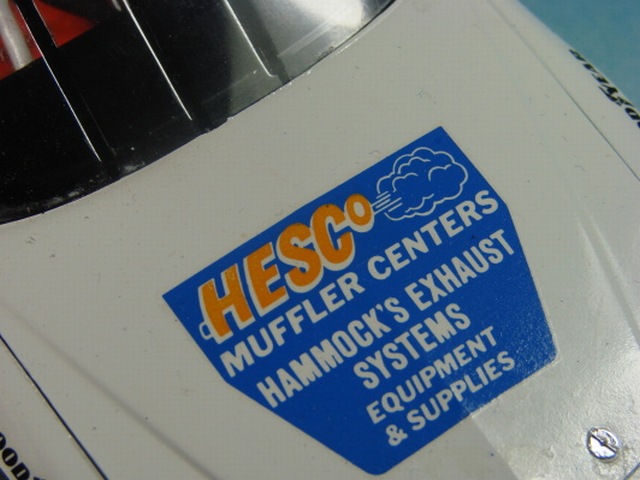 HESCO
MUFFLER CENTERS
HAMMOCK'S EXHAUST
SYSTEMS
EQUIPMENT
& SUPPLIES